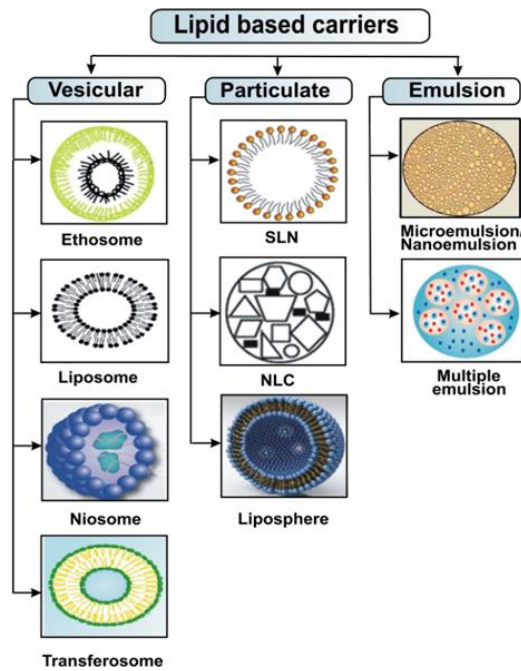 Lipid based carriers
Vesicular
Particulate
Emulsion
Ethosome
SLN
Microemulsion/
Nanoemulsion
Liposome
NLC
Multiple
emulsion
Niosome
Liposphere
Transferosome